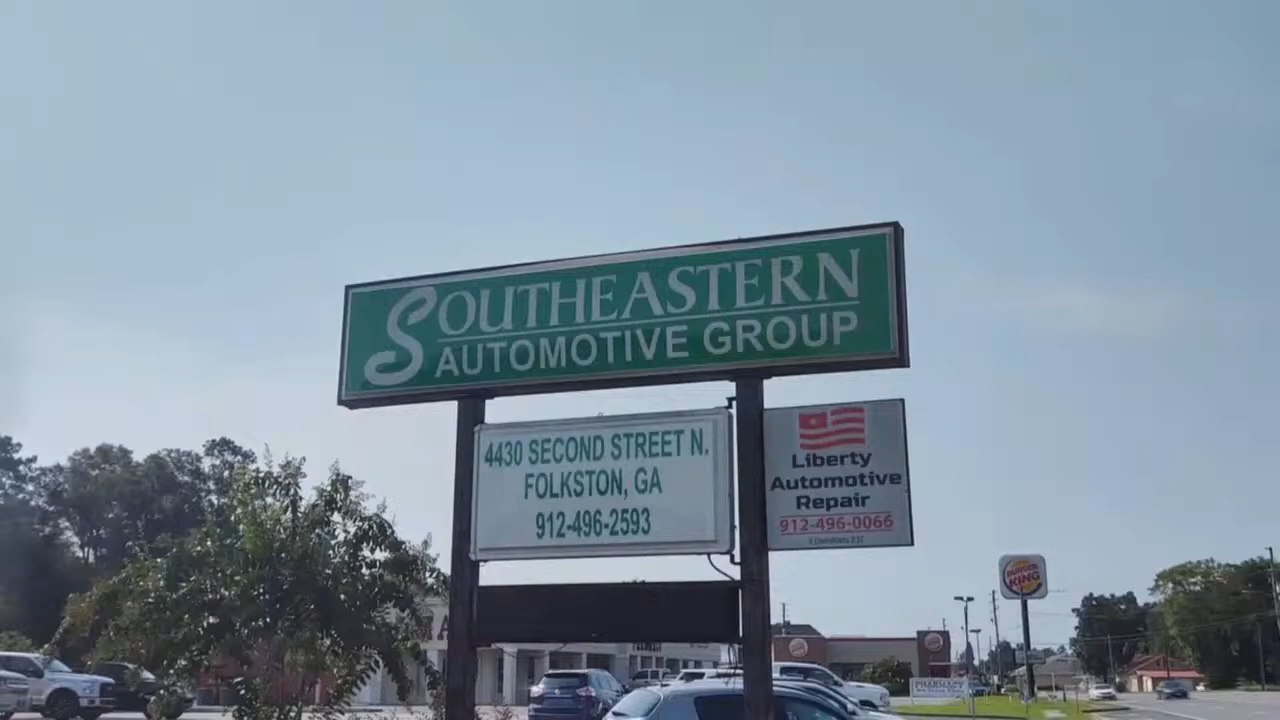 SOUTHEASTERN
AUTOMOTIVE GROUP
4430 SECOND STREET N.
FOLKSTON, GA
912-496-2593
Liberty
Automotive
Repair
912-496-0066
BURGER
KING
PHARMACY